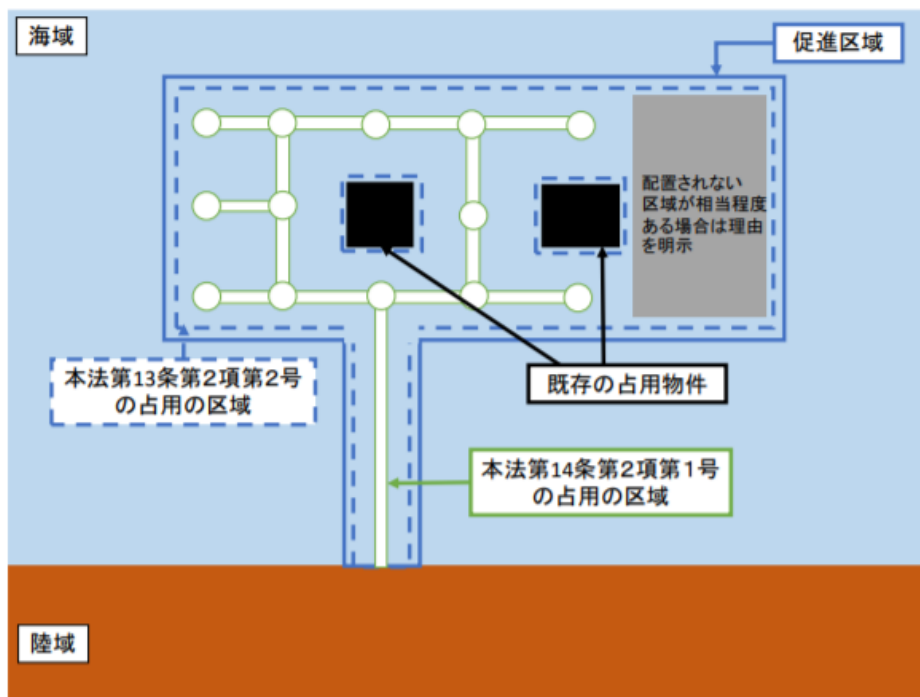 海域
促進区域
配置されない
区域が相当程度
ある場合は理由
を明示
本法第13条第2項第2号
の占用の区域
既存の占用物件
本法第14条第2項第1号
の占用の区域
陸域